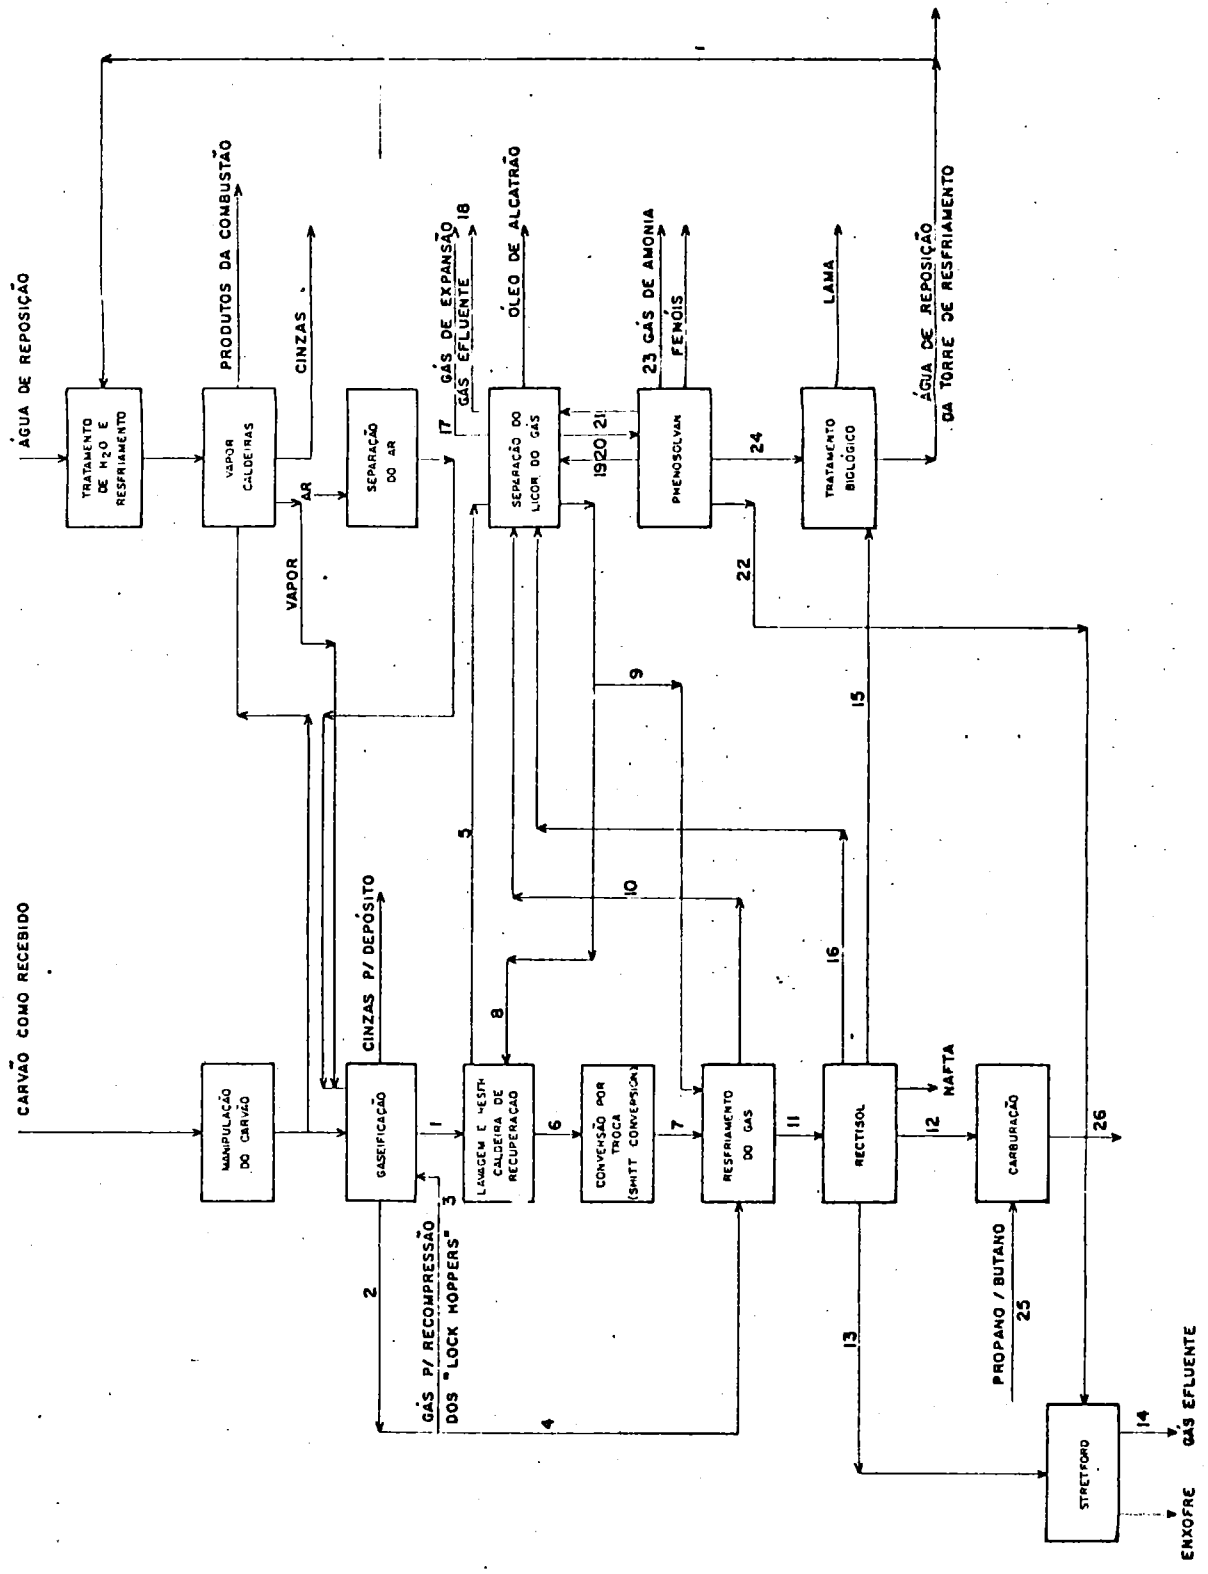 CARVÃO COMO RECEBIDO
MANIPULAÇÃO
DO CARVÃO
GASEIFICAÇÃO
CINZAS P/ DEPÓSITO
1
2
GÁS P/ RECOMPRESSÃO
DOS "LOCK HOPPERS"
3
4
LAVAGEM E
CALDEIRA DE
RECUPERAÇÃO
5
6
8
CONVERSÃO POR
TROCA
(SHITT CONVERSION)
7
RESFRIAMENTO
DO GAS
9
10
11
RECTISOL
12
NAFTA
13
15
16
CARBURAÇÃO
26
PROPANO / BUTANO
25
STRETFORD
14
ENXOFRE
GÁS EFLUENTE
ÁGUA DE REPOSIÇÃO
TRATAMENTO
DE H2O E
RESFRIAMENTO
VAPOR
CALDEIRAS
PRODUTOS DA COMBUSTÃO
CINZAS
VAPOR
AR
SEPARAÇÃO
DO AR
17
GÁS DE EXPANSÃO
GÁS EFLUENTE
18
SEPARAÇÃO DO
LICOR DO GÁS
ÓLEO DE ALCATRÃO
19 20 21
PHENOSOLVAN
23 GÁS DE AMONIA
FENÓIS
22
24
TRATAMENTO
BIOLÓGICO
LAMA
ÁGUA DE REPOSIÇÃO
DA TORRE DE RESFRIAMENTO